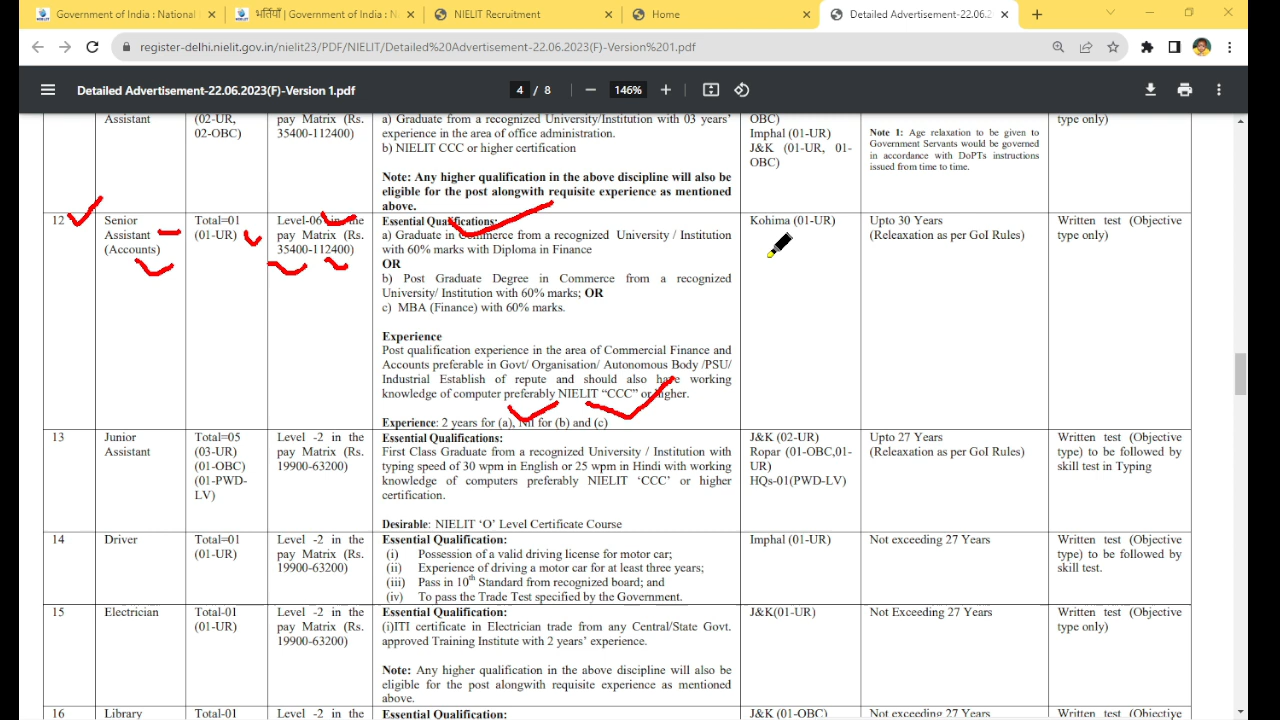 Government of India : National
भर्तियाँ | Government of India : N
NIELIT Recruitment
Home
Detailed Advertisement-22.06.2
register-delhi.nielit.gov.in/nielit23/PDF/NIELIT/Detailed%20Advertisement-22.06.2023(F)-Version%201.pdf
Detailed Advertisement-22.06.2023(F)-Version 1.pdf
4 / 8
146%
Assistant
(02-UR,
02-OBC)
pay Matrix (Rs.
35400-112400)
a) Graduate from a recognized University/Institution with 03 years'
experience in the area of office administration.
b) NIELIT CCC or higher certification
Note: Any higher qualification in the above discipline will also be
eligible for the post alongwith requisite experience as mentioned
above.
OBC)
Imphal (01-UR)
J&K (01-UR, 01-
OBC)
Note 1: Age relaxation to be given to
Government Servants would be governed
in accordance with DoPTs instructions
issued from time to time.
type only)
12
Senior
Assistant
(Accounts)
Total=01
(01-UR)
Level-06 in the
pay Matrix (Rs.
35400-112400)
Essential Qualifications:
a) Graduate in Commerce from a recognized University / Institution
with 60% marks with Diploma in Finance
OR
b) Post Graduate Degree in Commerce from a recognized
University/ Institution with 60% marks; OR
c) MBA (Finance) with 60% marks.
Experience
Post qualification experience in the area of Commercial Finance and
Accounts preferable in Govt/ Organisation/ Autonomous Body /PSU/
Industrial Establish of repute and should also have working
knowledge of computer preferably NIELIT “CCC” or higher.
Experience: 2 years for (a), Nil for (b) and (c)
Kohima (01-UR)
Upto 30 Years
(Releaxation as per GoI Rules)
Written test (Objective
type only)
13
Junior
Assistant
Total=05
(03-UR)
(01-OBC)
(01-PWD-
LV)
Level -2 in the
pay Matrix (Rs.
19900-63200)
Essential Qualifications:
First Class Graduate from a recognized University / Institution with
typing speed of 30 wpm in English or 25 wpm in Hindi with working
knowledge of computers preferably NIELIT ‘CCC’ or higher
certification.
Desirable: NIELIT ‘O’ Level Certificate Course
J&K (02-UR)
Ropar (01-OBC,01-
UR)
HQs-01(PWD-LV)
Upto 27 Years
(Releaxation as per GoI Rules)
Written test (Objective
type) to be followed by
skill test in Typing
14
Driver
Total=01
(01-UR)
Level -2 in the
pay Matrix (Rs.
19900-63200)
Essential Qualification:
(i) Possession of a valid driving license for motor car;
(ii) Experience of driving a motor car for at least three years;
(iii) Pass in 10th Standard from recognized board; and
(iv) To pass the Trade Test specified by the Government.
Imphal (01-UR)
Not exceeding 27 Years
Written test (Objective
type) to be followed by
skill test.
15
Electrician
Total-01
(01-UR)
Level -2 in the
pay Matrix (Rs.
19900-63200)
Essential Qualification:
(i)ITI certificate in Electrician trade from any Central/State Govt.
approved Training Institute with 2 years’ experience.
Note: Any higher qualification in the above discipline will also be
eligible for the post alongwith requisite experience as mentioned
above.
J&K(01-UR)
Not Exceeding 27 Years
Written test (Objective
type only)
16
Library
Total-01
Level -2 in the
Essential Qualification:
J&K (01-OBC)
Not Exceeding 27 Years
Written test (Objective